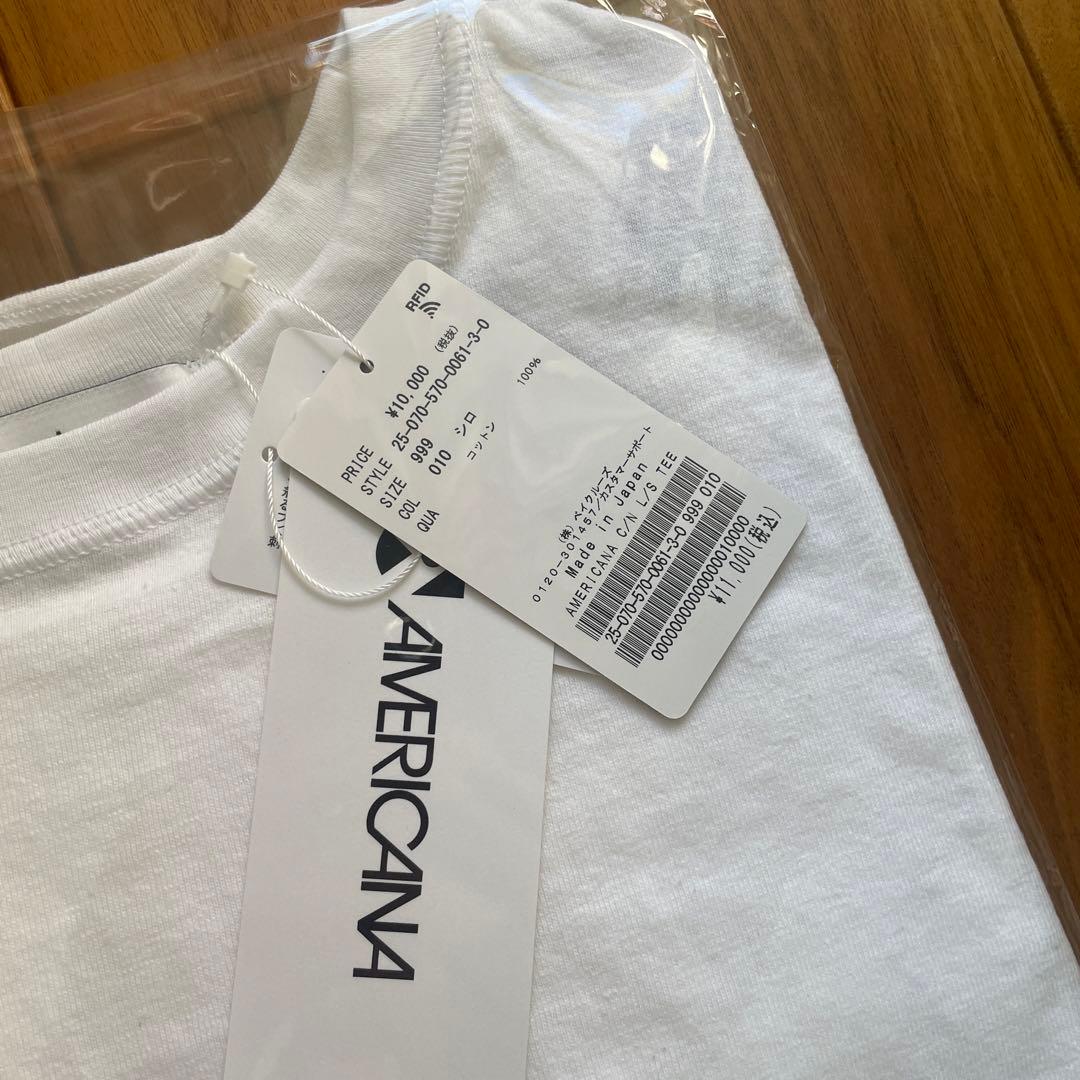 RFID
PRICE ¥10,000 (税抜)
STYLE 25-070-570-0061-3-0
SIZE 999
COL 010 シロ
QUA コットン 100%
(株)ベイクルーズ
0120-301457/カスタマーサポート
Made in Japan
AMERICANA C/N L/S TEE
25-070-570-0061-3-0 999 010
0000000000000000010000
¥11,000(税込)
AMERICANA